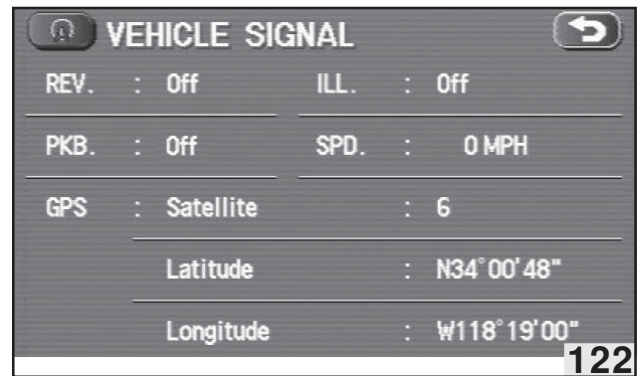 VEHICLE SIGNAL
REV. : Off ILL. : Off
PKB. : Off SPD. : 0 MPH
GPS : Satellite : 6
Latitude : N34°00'48"
Longitude : W118°19'00"
122